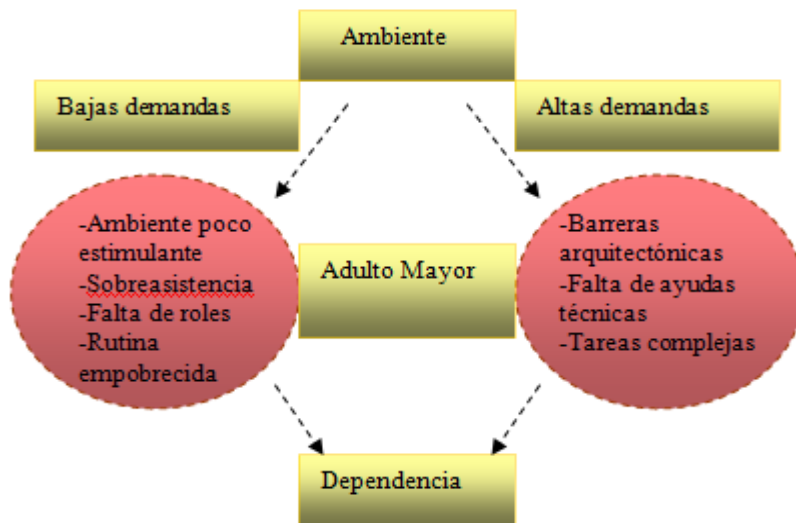 Ambiente
Bajas demandas
Altas demandas
-Ambiente poco
estimulante
-Sobreasistencia
-Falta de roles
-Rutina
empobrecida
Adulto Mayor
-Barreras
arquitectónicas
-Falta de ayudas
técnicas
-Tareas complejas
Dependencia